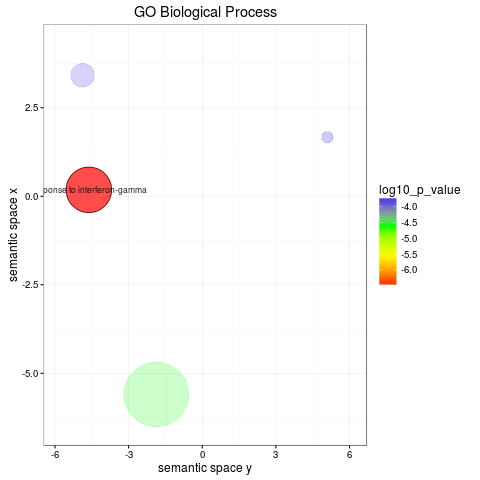 GO Biological Process
2.5
0.0
-2.5
-5.0
ponse to interferon-gamma
semantic space x
-6
-3
0
3
6
semantic space y
log10_p_value
-4.0
-4.5
-5.0
-5.5
-6.0